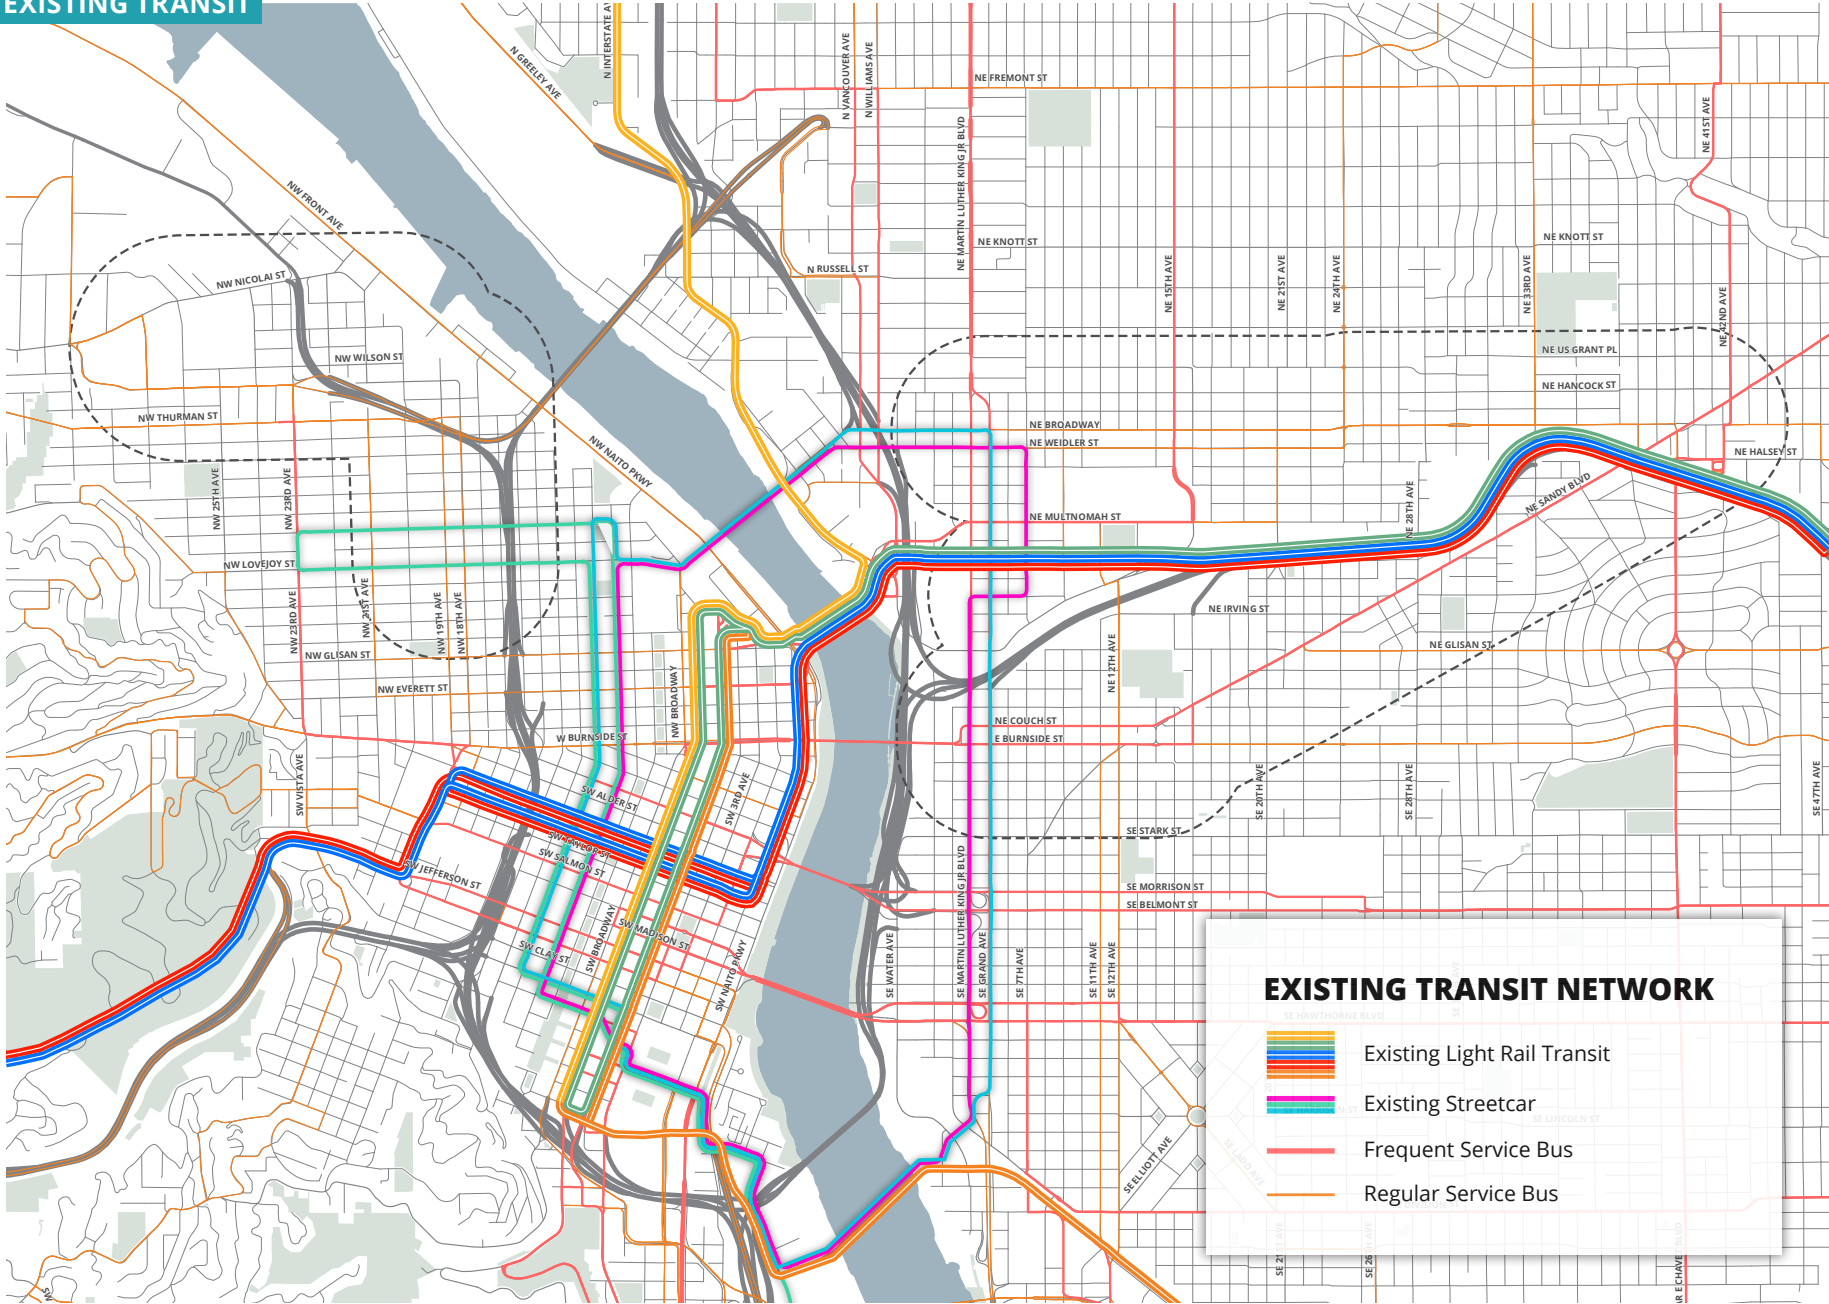 EXISTING TRANSIT
N INTERSTATE AV
N GREELEY AVE
N VANCOUVER AVE
N WILLIAMS AVE
NE FREMONT ST
NE MARTIN LUTHER KING JR BLVD
NE 41ST AVE
NW FRONT AVE
NE KNOTT ST
NE KNOTT ST
N RUSSELL ST
NW NICOLAI ST
NE 15TH AVE
NE 21ST AVE
NE 24TH AVE
NE 33RD AVE
NE 42ND AVE
NW WILSON ST
NE US GRANT PL
NE HANCOCK ST
NW THURMAN ST
NE BROADWAY
NE WEIDLER ST
NW NAITO PKWY
NE HALSEY ST
NW 25TH AVE
NW 23RD AVE
NE 28TH AVE
NE SANDY BLVD
NE MULTNOMAH ST
NW LOVEJOY ST
NW 23RD AVE
NW 21ST AVE
NW 19TH AVE
NW 18TH AVE
NE IRVING ST
NE GLISAN ST
NW GLISAN ST
NE 12TH AVE
NW EVERETT ST
NW BROADWAY
NE COUCH ST
W BURNSIDE ST
E BURNSIDE ST
SW VISTA AVE
SW ALDER ST
SW 3RD AVE
SE 20TH AVE
SE 28TH AVE
SE 47TH AVE
SE STARK ST
SW TAYLOR ST
SW SALMON ST
SW JEFFERSON ST
SE MORRISON ST
SE BELMONT ST
SE MARTIN LUTHER KING JR BLVD
SW MADISON ST
SW BROADWAY
SW CLAY ST
SW NAITO PKWY
SE WATER AVE
SE GRAND AVE
SE 7TH AVE
SE 11TH AVE
SE 12TH AVE
EXISTING TRANSIT NETWORK
SE HAWTHORNE BLVD
Existing Light Rail Transit
Existing Streetcar
SE LINCOLN ST
Frequent Service Bus
SE ELLIOTT AVE
Regular Service Bus
SE 26TH AVE
SW